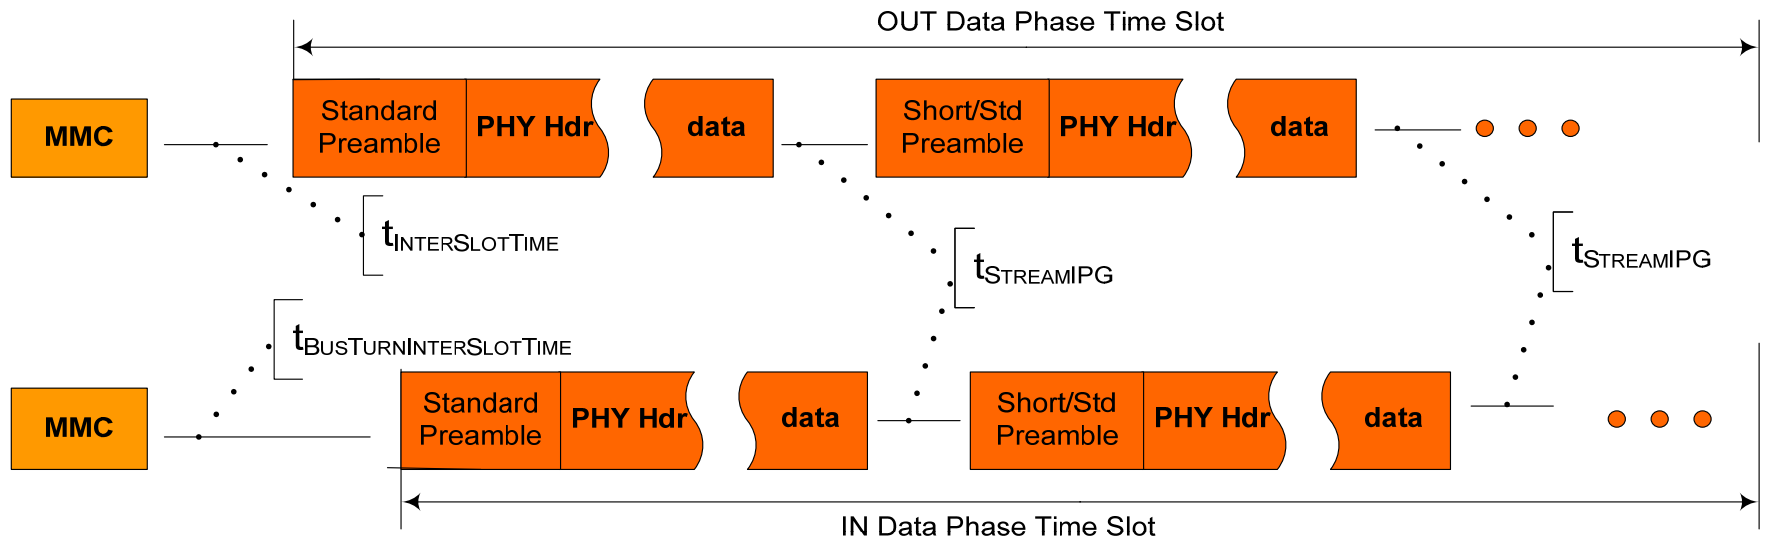 OUT Data Phase Time Slot
MMC
Standard
Preamble
PHY Hdr
data
Short/Std
Preamble
PHY Hdr
data
tINTERSLOTTIME
tSTREAMIPG
tSTREAMIPG
tBUSTURNINTERSLOTTIME
MMC
Standard
Preamble
PHY Hdr
data
Short/Std
Preamble
PHY Hdr
data
IN Data Phase Time Slot